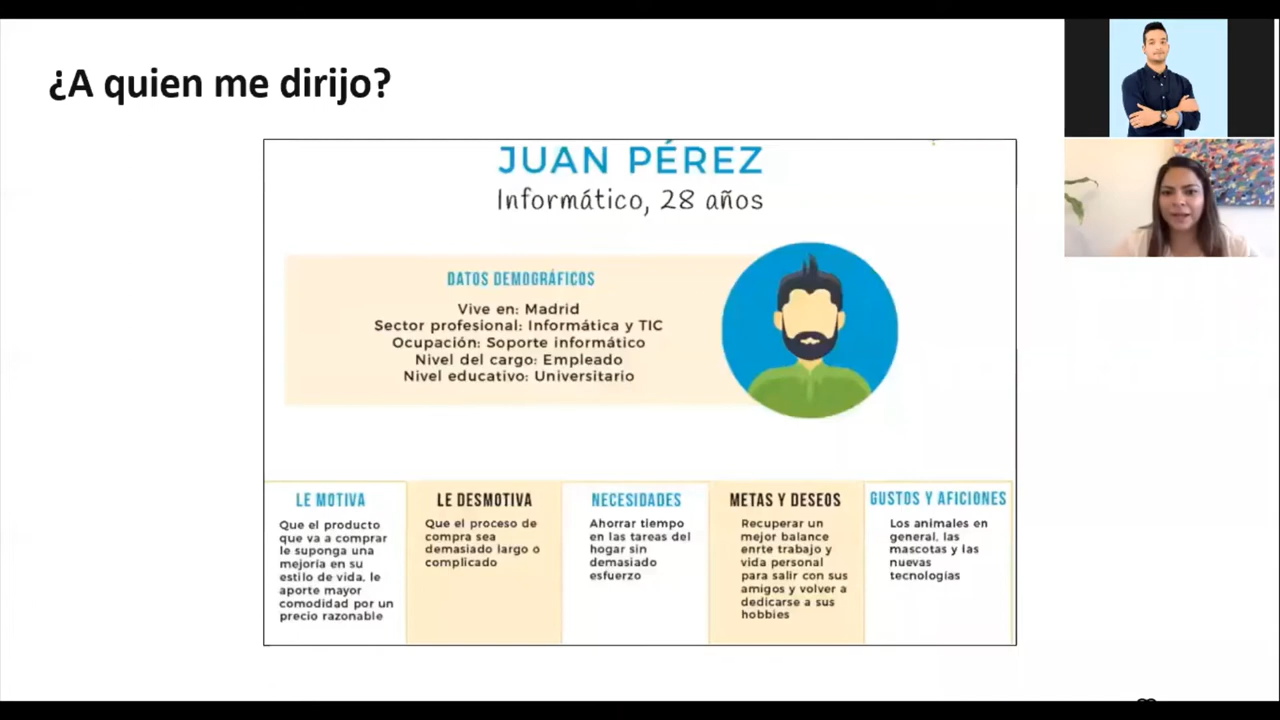 ¿A quien me dirijo?
JUAN PÉREZ
Informático, 28 años
DATOS DEMOGRÁFICOS
Vive en: Madrid
Sector profesional: Informática y TIC
Ocupación: Soporte informático
Nivel del cargo: Empleado
Nivel educativo: Universitario
LE MOTIVA
Que el producto
que va a comprar
le suponga una
mejoria en su
estilo de vida, le
aporte mayor
comodidad por un
precio razonable
LE DESMOTIVA
Que el proceso de
compra sea
demasiado largo o
complicado
NECESIDADES
Ahorrar tiempo
en las tareas del
hogar sin
demasiado
esfuerzo
METAS Y DESEOS
Recuperar un
mejor balance
enrte trabajo y
vida personal
para salir con sus
amigos y volver a
dedicarse a sus
hobbies
GUSTOS Y AFICIONES
Los animales en
general, las
mascotas y las
nuevas
tecnologías